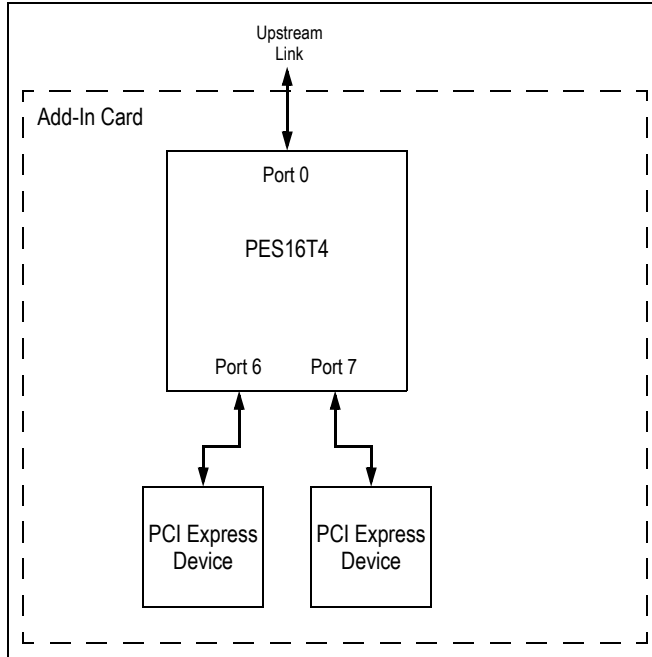 Upstream
Link
Add-In Card
Port 0
PES16T4
Port 6
Port 7
PCI Express
Device
PCI Express
Device